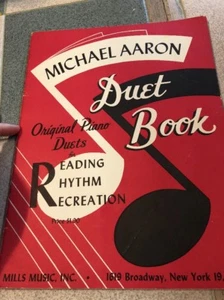 MICHAEL AARON
Duet
Book
Original Piano
Duets
READING
RHYTHM
RECREATION
Price $1.00
MILLS MUSIC, INC. • 1619 Broadway, New York 19,